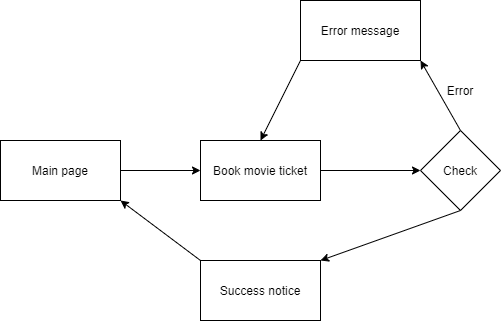 Error message
Error
Main page
Book movie ticket
Check
Success notice